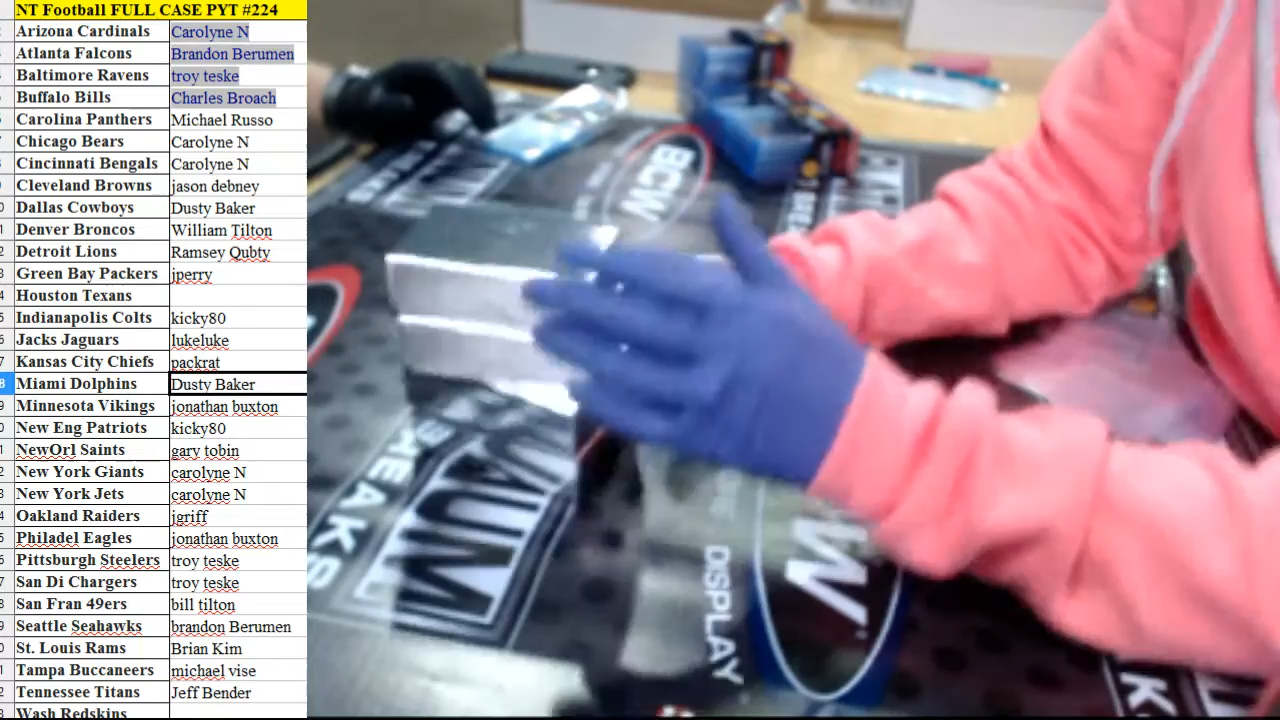 NT Football FULL CASE PYT #224
Arizona Cardinals Carolyne N
Atlanta Falcons Brandon Berumen
Baltimore Ravens troy teske
Buffalo Bills Charles Broach
Carolina Panthers Michael Russo
Chicago Bears Carolyne N
Cincinnati Bengals Carolyne N
Cleveland Browns jason debney
Dallas Cowboys Dusty Baker
Denver Broncos William Tilton
Detroit Lions Ramsey Qubty
Green Bay Packers jperry
Houston Texans
Indianapolis Colts kicky80
Jacks Jaguars lukeluke
Kansas City Chiefs packrat
Miami Dolphins Dusty Baker
Minnesota Vikings jonathan buxton
New Eng Patriots kicky80
NewOrl Saints gary tobin
New York Giants carolyne N
New York Jets carolyne N
Oakland Raiders jgriff
Philadel Eagles jonathan buxton
Pittsburgh Steelers troy teske
San Di Chargers troy teske
San Fran 49ers bill tilton
Seattle Seahawks brandon Berumen
St. Louis Rams Brian Kim
Tampa Buccaneers michael vise
Tennessee Titans Jeff Bender
Wash Redskins
BCW
BREAKS
DISPLAY